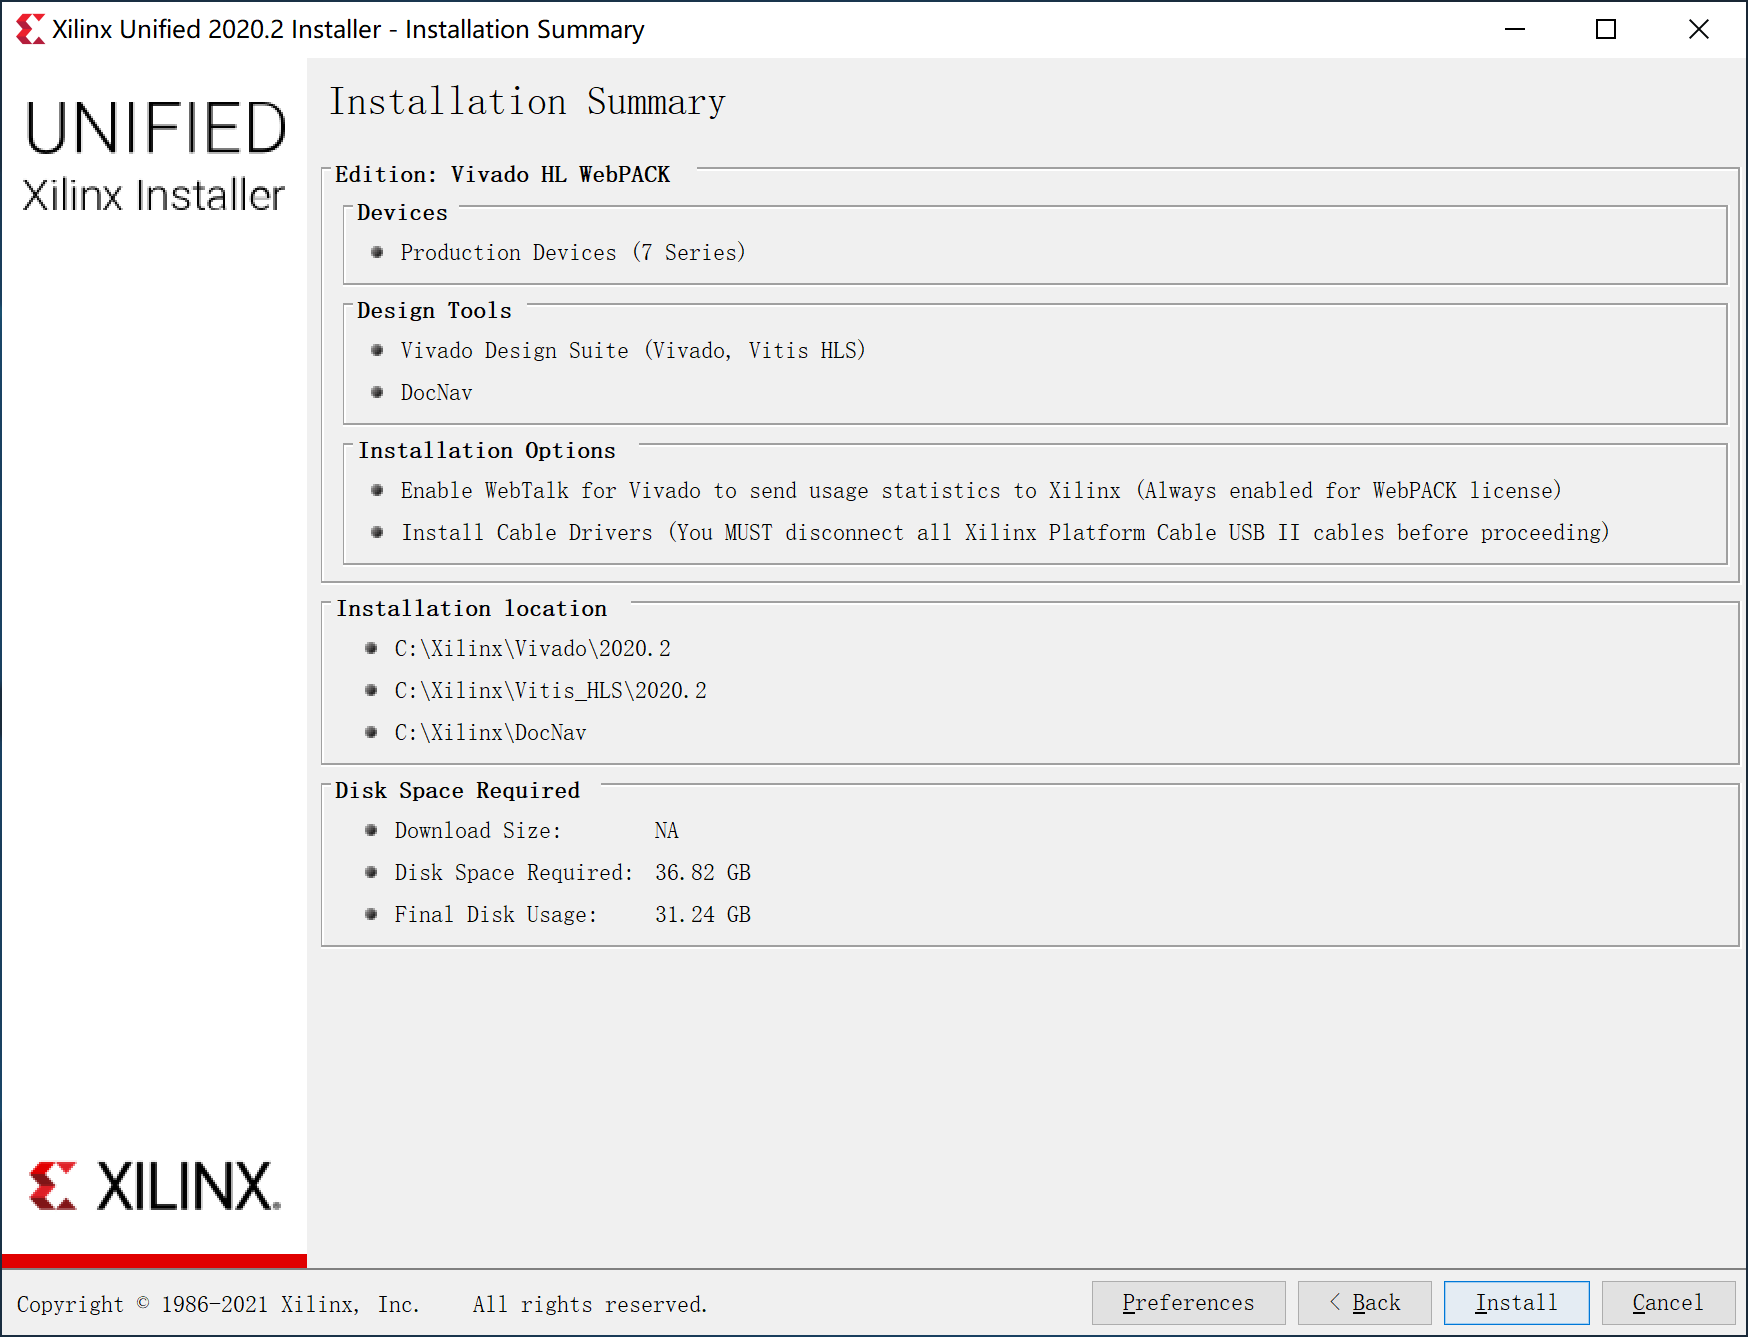 Xilinx Unified 2020.2 Installer - Installation Summary
UNIFIED
Xilinx Installer
Installation Summary
Edition: Vivado HL WebPACK
Devices
Production Devices (7 Series)
Design Tools
Vivado Design Suite (Vivado, Vitis HLS)
DocNav
Installation Options
Enable WebTalk for Vivado to send usage statistics to Xilinx (Always enabled for WebPACK license)
Install Cable Drivers (You MUST disconnect all Xilinx Platform Cable USB II cables before proceeding)
Installation location
C:\Xilinx\Vivado\2020.2
C:\Xilinx\Vitis_HLS\2020.2
C:\Xilinx\DocNav
Disk Space Required
Download Size: NA
Disk Space Required: 36.82 GB
Final Disk Usage: 31.24 GB
XILINX.
Copyright © 1986-2021 Xilinx, Inc. All rights reserved.
Preferences
< Back
Install
Cancel